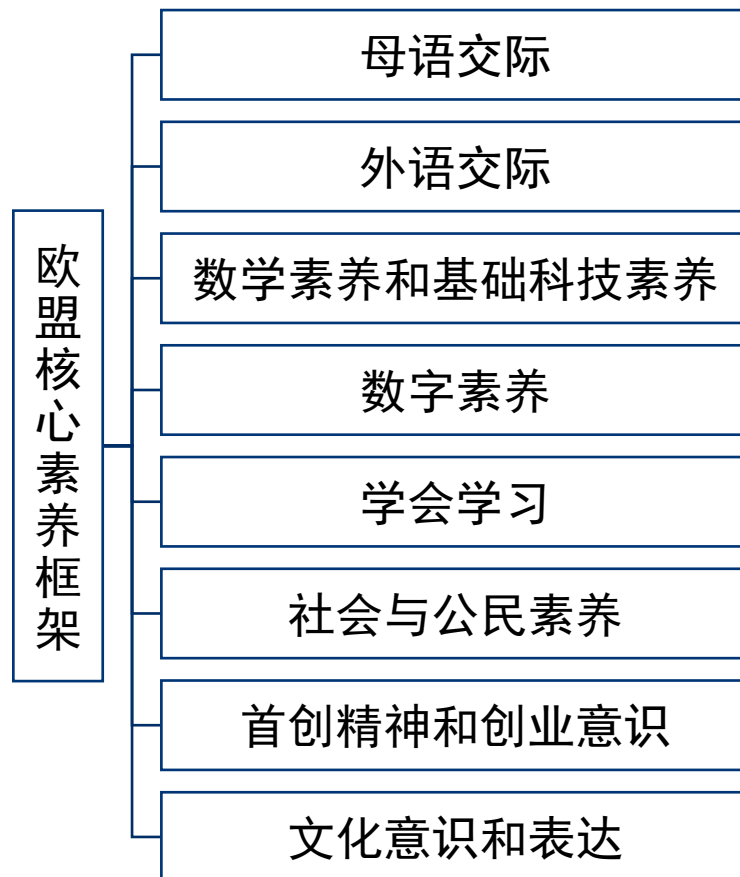 欧盟核心素养框架
母语交际
外语交际
数学素养和基础科技素养
数字素养
学会学习
社会与公民素养
首创精神和创业意识
文化意识和表达